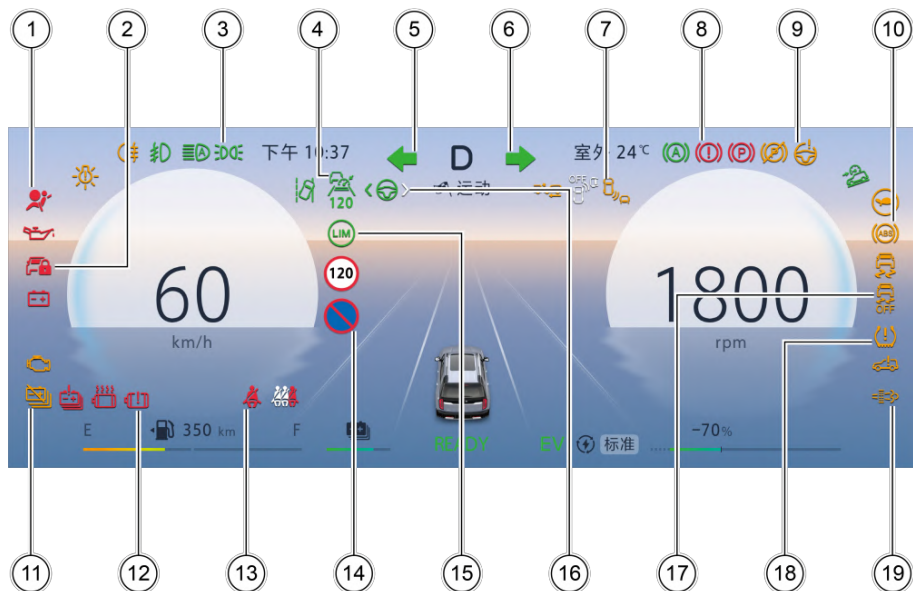 1 2 3 4 5 6 7 8 9 10
下午 10:37 D 室外 24℃ (A) (!) (P) (P)
120 运动 OFF
LIM ABS
120
60 1800 OFF
km/h rpm
E 350 km F READY EV 标准 -70%
11 12 13 14 15 16 17 18 19